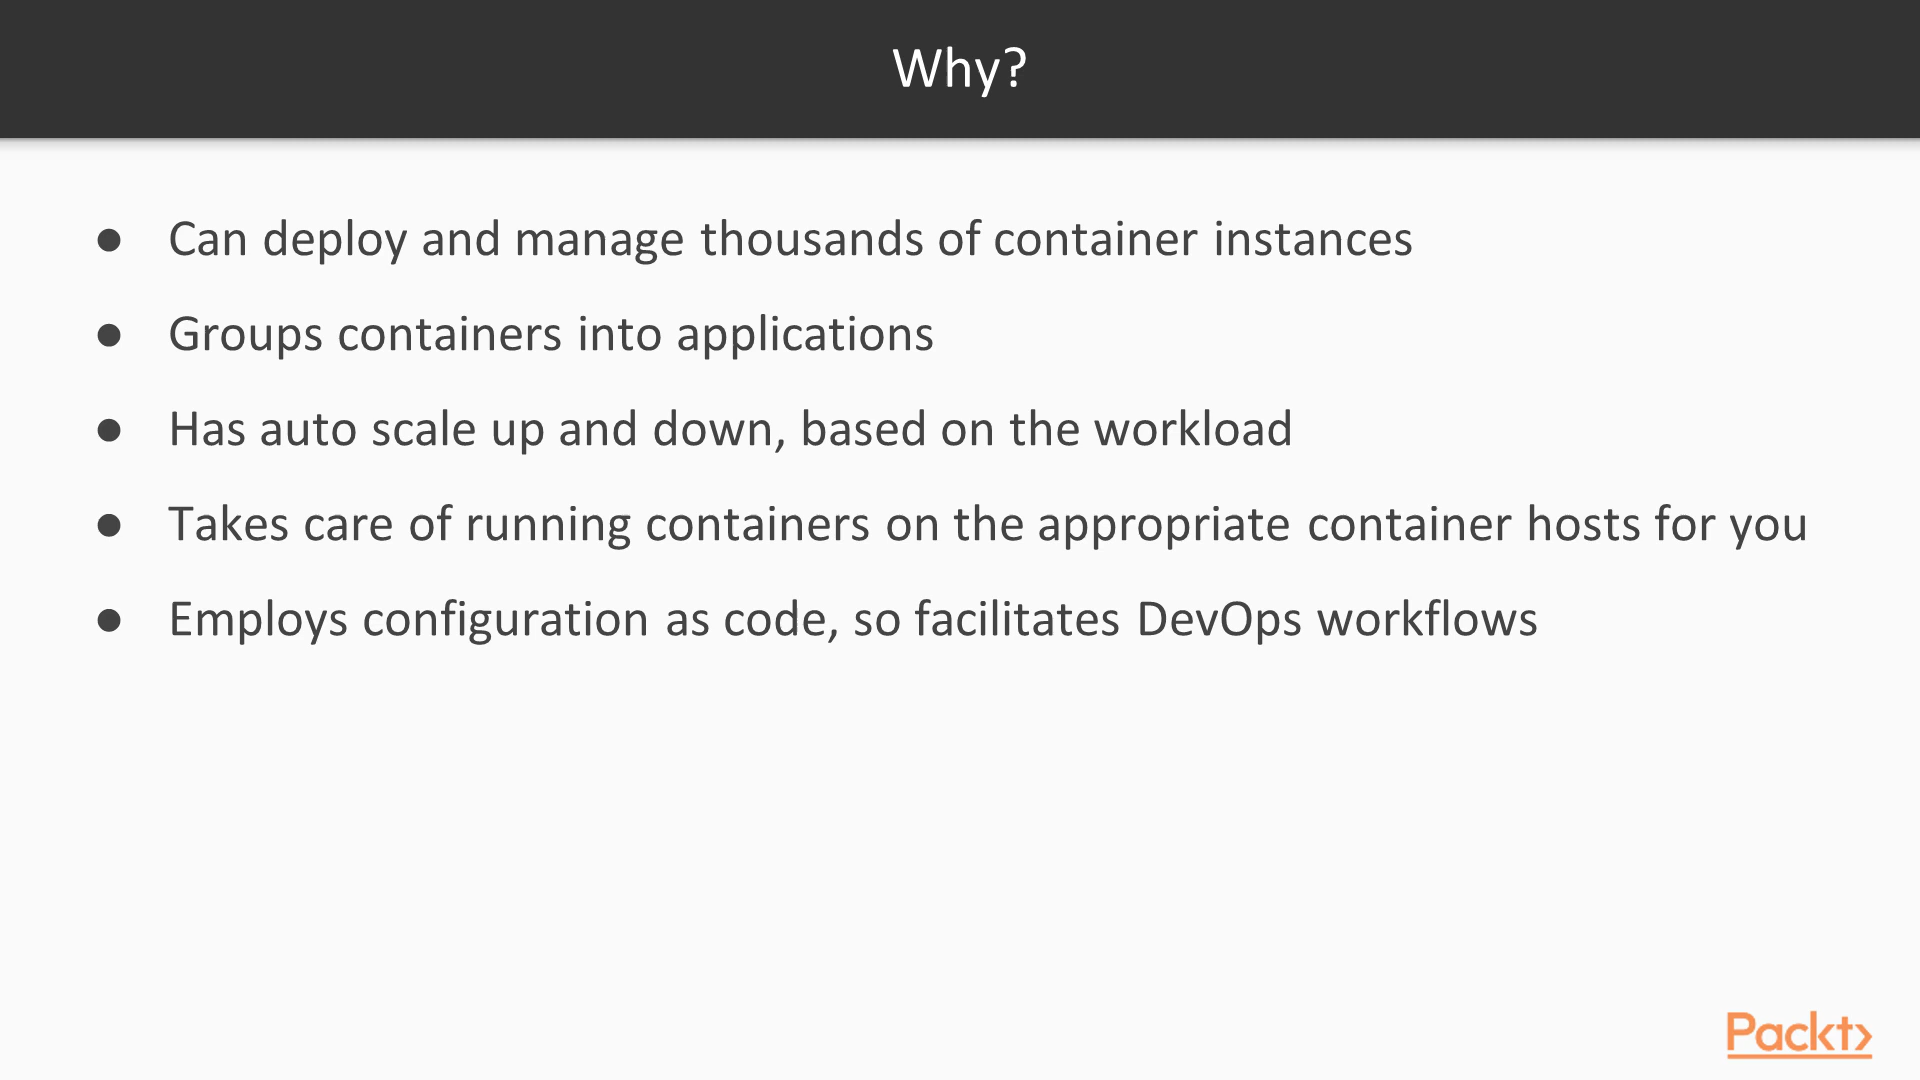 Why?
● Can deploy and manage thousands of container instances
● Groups containers into applications
● Has auto scale up and down, based on the workload
● Takes care of running containers on the appropriate container hosts for you
● Employs configuration as code, so facilitates DevOps workflows
Packt>